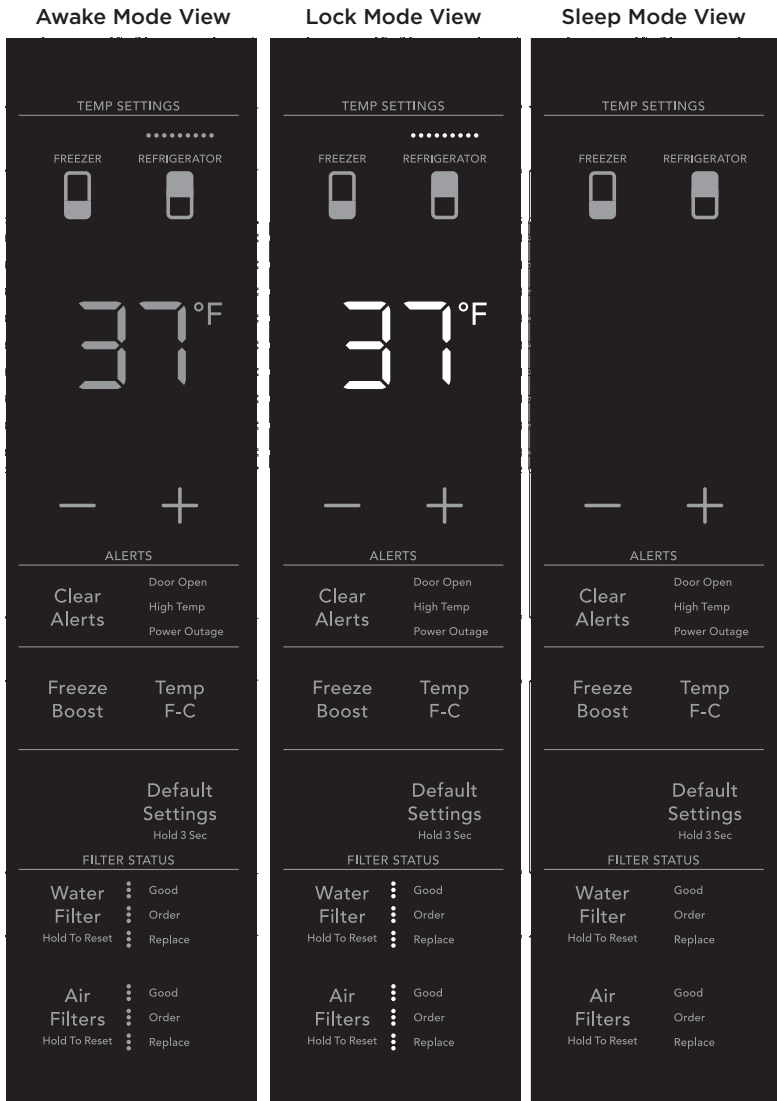 Awake Mode View
TEMP SETTINGS
FREEZER REFRIGERATOR
37°F
− +
ALERTS
Clear
Alerts
Door Open
High Temp
Power Outage
Freeze
Boost
Temp
F-C
Default
Settings
Hold 3 Sec
FILTER STATUS
Water
Filter
Hold To Reset
Good
Order
Replace
Air
Filters
Hold To Reset
Good
Order
Replace
Lock Mode View
TEMP SETTINGS
FREEZER REFRIGERATOR
37°F
− +
ALERTS
Clear
Alerts
Door Open
High Temp
Power Outage
Freeze
Boost
Temp
F-C
Default
Settings
Hold 3 Sec
FILTER STATUS
Water
Filter
Hold To Reset
Good
Order
Replace
Air
Filters
Hold To Reset
Good
Order
Replace
Sleep Mode View
TEMP SETTINGS
FREEZER REFRIGERATOR
− +
ALERTS
Clear
Alerts
Door Open
High Temp
Power Outage
Freeze
Boost
Temp
F-C
Default
Settings
Hold 3 Sec
FILTER STATUS
Water
Filter
Hold To Reset
Good
Order
Replace
Air
Filters
Hold To Reset
Good
Order
Replace